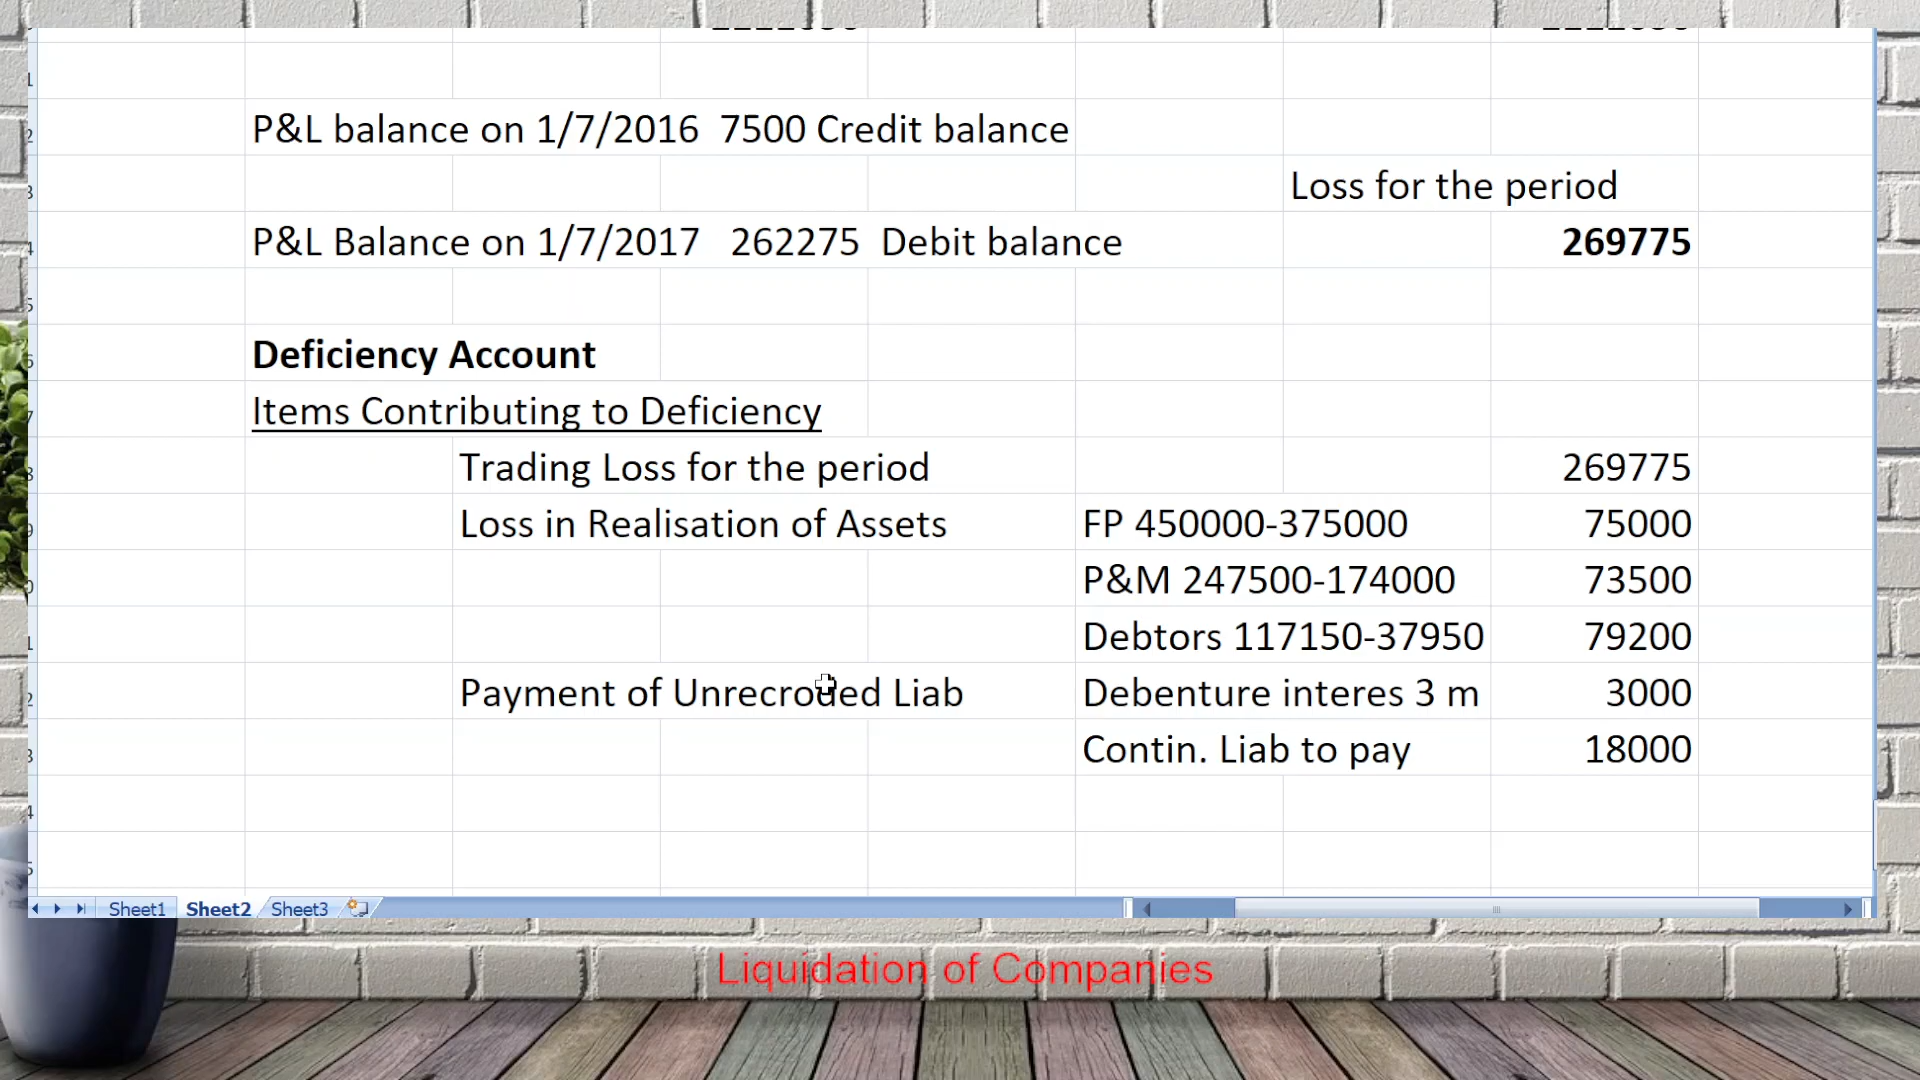 P&L balance on 1/7/2016 7500 Credit balance
Loss for the period
P&L Balance on 1/7/2017 262275 Debit balance 269775
Deficiency Account
Items Contributing to Deficiency
Trading Loss for the period 269775
Loss in Realisation of Assets FP 450000-375000 75000
P&M 247500-174000 73500
Debtors 117150-37950 79200
Payment of Unrecroded Liab Debenture interes 3 m 3000
Contin. Liab to pay 18000
Sheet1 Sheet2 Sheet3
Liquidation of Companies